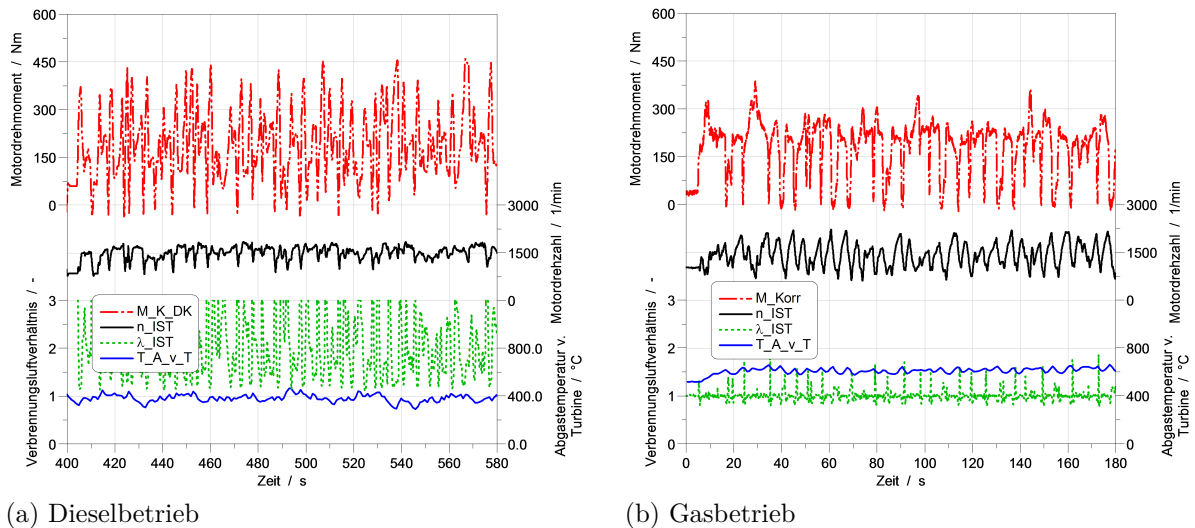 600
450
300
150
0
Motordrehmoment / Nm
3000
1500
0
Motordrehzahl / 1/min
3
2
1
0
Verbrennungsluftverhältnis / -
M_K_DK
n_IST
λ_IST
T_A_v_T
800.0
400.0
0.0
Abgastemperatur v.
Turbine / °C
400 420 440 460 480 500 520 540 560 580
Zeit / s
(a) Dieselbetrieb
600
450
300
150
0
Motordrehmoment / Nm
3000
1500
0
Motordrehzahl / 1/min
3
2
1
0
Verbrennungsluftverhältnis / -
M_Korr
n_IST
λ_IST
T_A_v_T
800
400
0
Abgastemperatur v.
Turbine / °C
0 20 40 60 80 100 120 140 160 180
Zeit / s
(b) Gasbetrieb